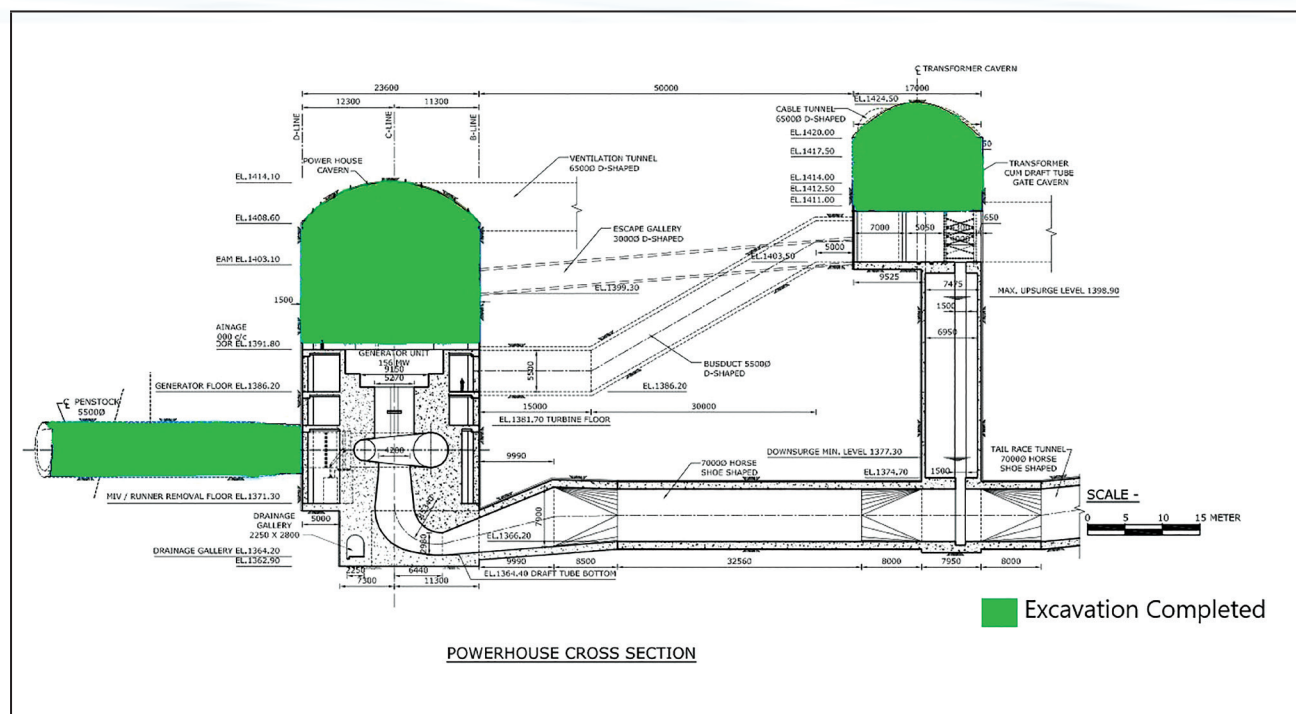 ℄ TRANSFORMER CAVERN
23600
50000
17000
12300
11300
EL.1424.50
D-LINE
C-LINE
B-LINE
CABLE TUNNEL
6500Ø D-SHAPED
EL.1420.00
EL.1417.50
POWER HOUSE
CAVERN
VENTILATION TUNNEL
6500Ø D-SHAPED
TRANSFORMER
CUM DRAFT TUBE
GATE CAVERN
EL.1414.10
EL.1414.00
EL.1412.50
EL.1411.00
EL.1408.60
ESCAPE GALLERY
3000Ø D-SHAPED
7000
5050
650
5000
EAM EL.1403.10
EL.1403.50
9525
EL.1399.30
7475
MAX. UPSURGE LEVEL 1398.90
1500
1500
6950
AINAGE
000 c/c
OOR EL.1391.80
GENERATOR UNIT
156 MW
9150
5270
5500
BUSDUCT 5500Ø
D-SHAPED
GENERATOR FLOOR EL.1386.20
EL.1386.20
℄ PENSTOCK
5500Ø
15000
30000
EL.1381.70 TURBINE FLOOR
4200
9990
DOWNSURGE MIN. LEVEL 1377.30
TAIL RACE TUNNEL
7000Ø HORSE
SHOE SHAPED
7000Ø HORSE
SHOE SHAPED
EL.1374.70
1500
MIV / RUNNER REMOVAL FLOOR EL.1371.30
SCALE -
0 5 10 15 METER
DRAINAGE
GALLERY
2250 X 2800
5000
7900
2980
EL.1366.20
DRAINAGE GALLERY EL.1364.20
EL.1362.90
2250
6440
7300
11300
EL.1364.40 DRAFT TUBE BOTTOM
9990
8500
32560
8000
7950
8000
Excavation Completed
POWERHOUSE CROSS SECTION